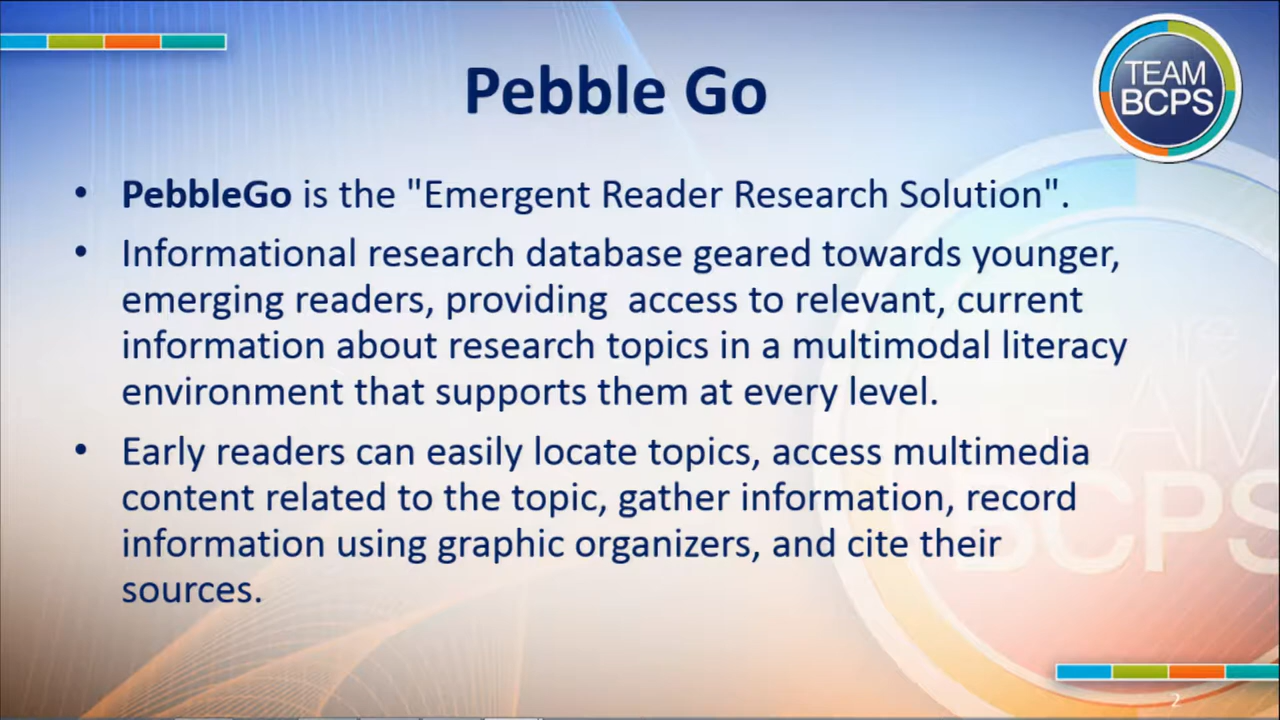 TEAM
BCPS
Pebble Go
• PebbleGo is the "Emergent Reader Research Solution".
• Informational research database geared towards younger,
emerging readers, providing  access to relevant, current
information about research topics in a multimodal literacy
environment that supports them at every level.
• Early readers can easily locate topics, access multimedia
content related to the topic, gather information, record
information using graphic organizers, and cite their
sources.
TEAM
BCPS
2